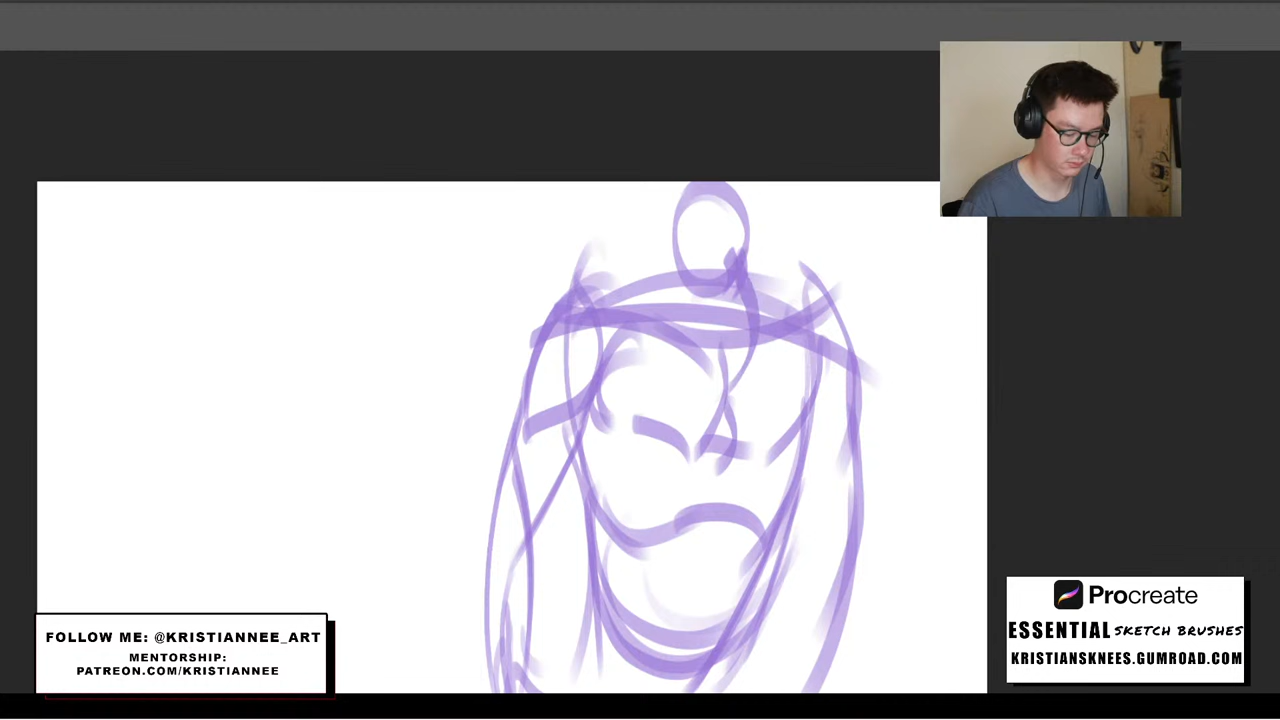 Procreate
ESSENTIAL SKETCH BRUSHES
KRISTIANSKNEES.GUMROAD.COM
FOLLOW ME: @KRISTIANNEE_ART
MENTORSHIP:
PATREON.COM/KRISTIANNEE